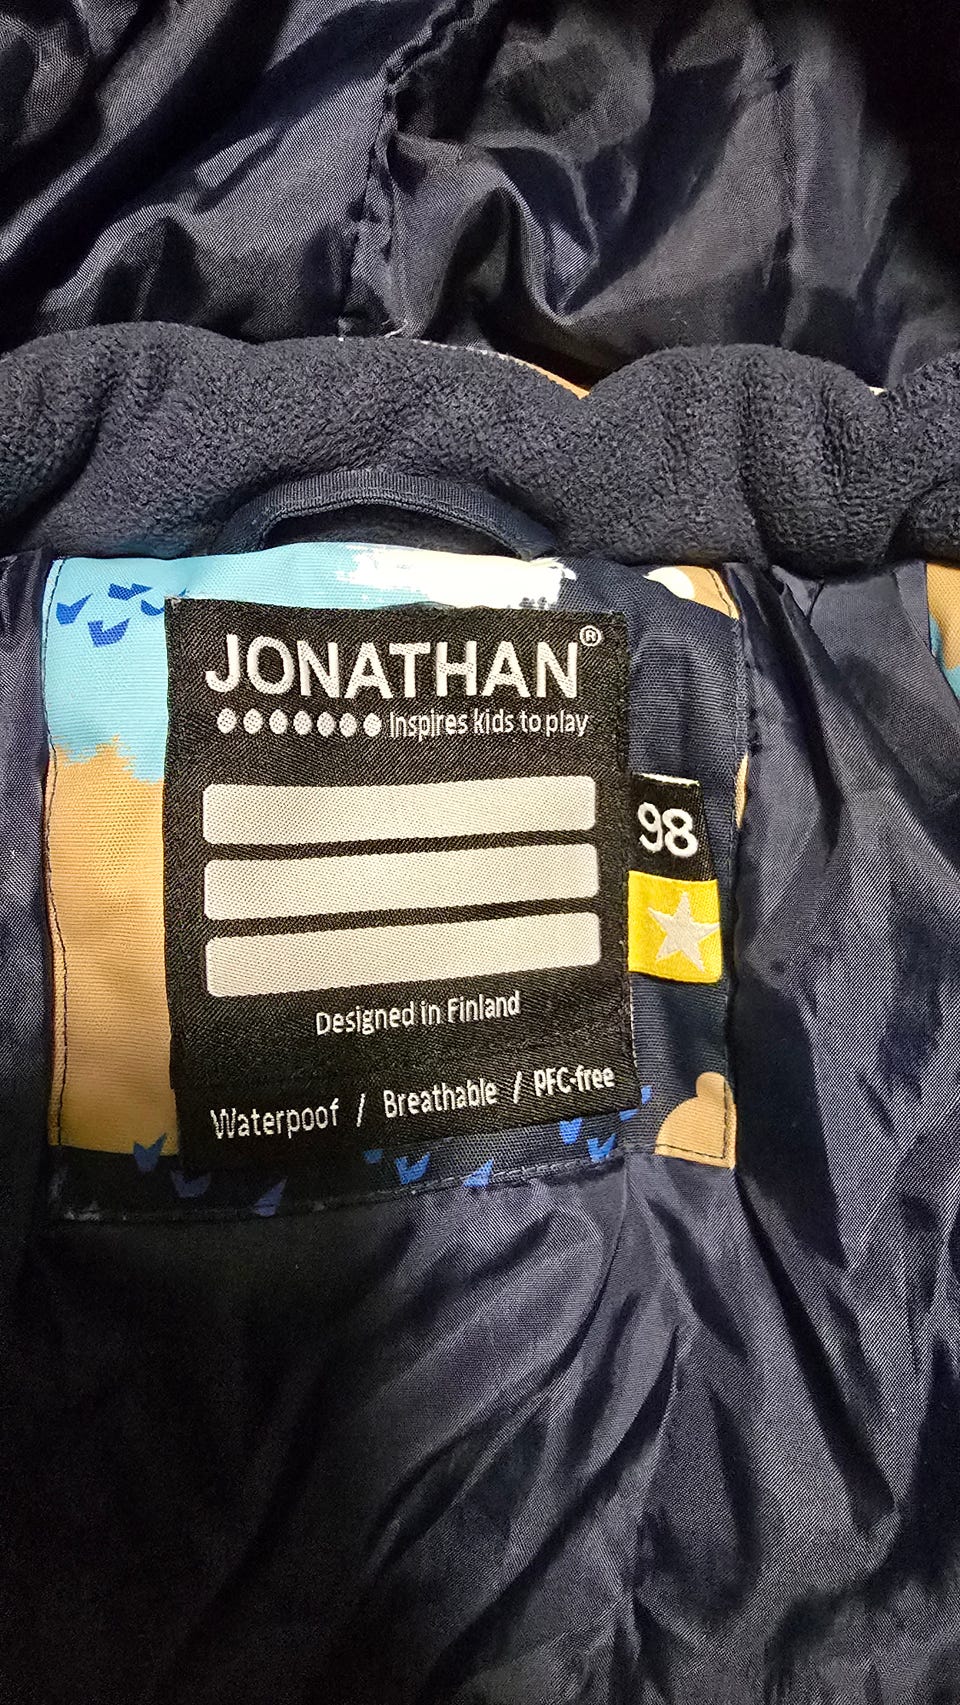 JONATHAN®
Inspires kids to play
98
Designed in Finland
Waterpoof / Breathable / PFC-free